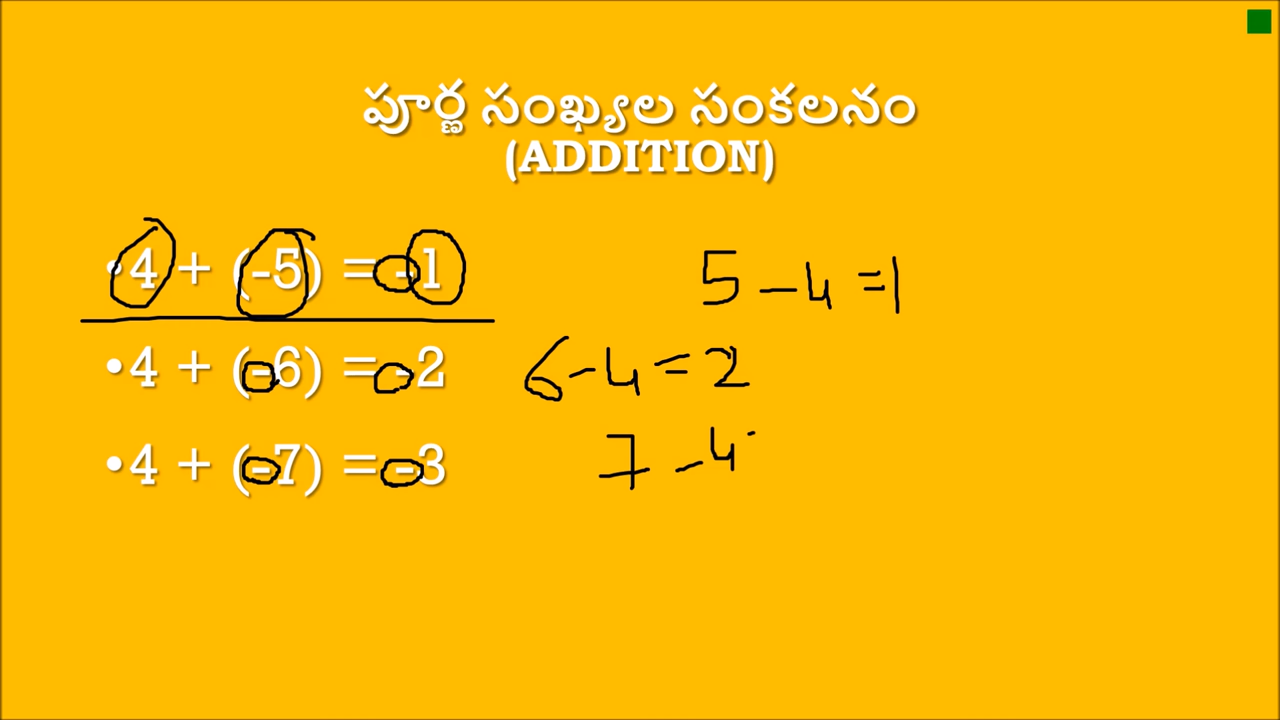 పూర్ణ సంఖ్యల సంకలనం
(ADDITION)
•4 + (-5) = -1
5 - 4 = 1
•4 + (-6) = -2
6 - 4 = 2
•4 + (-7) = -3
7 - 4